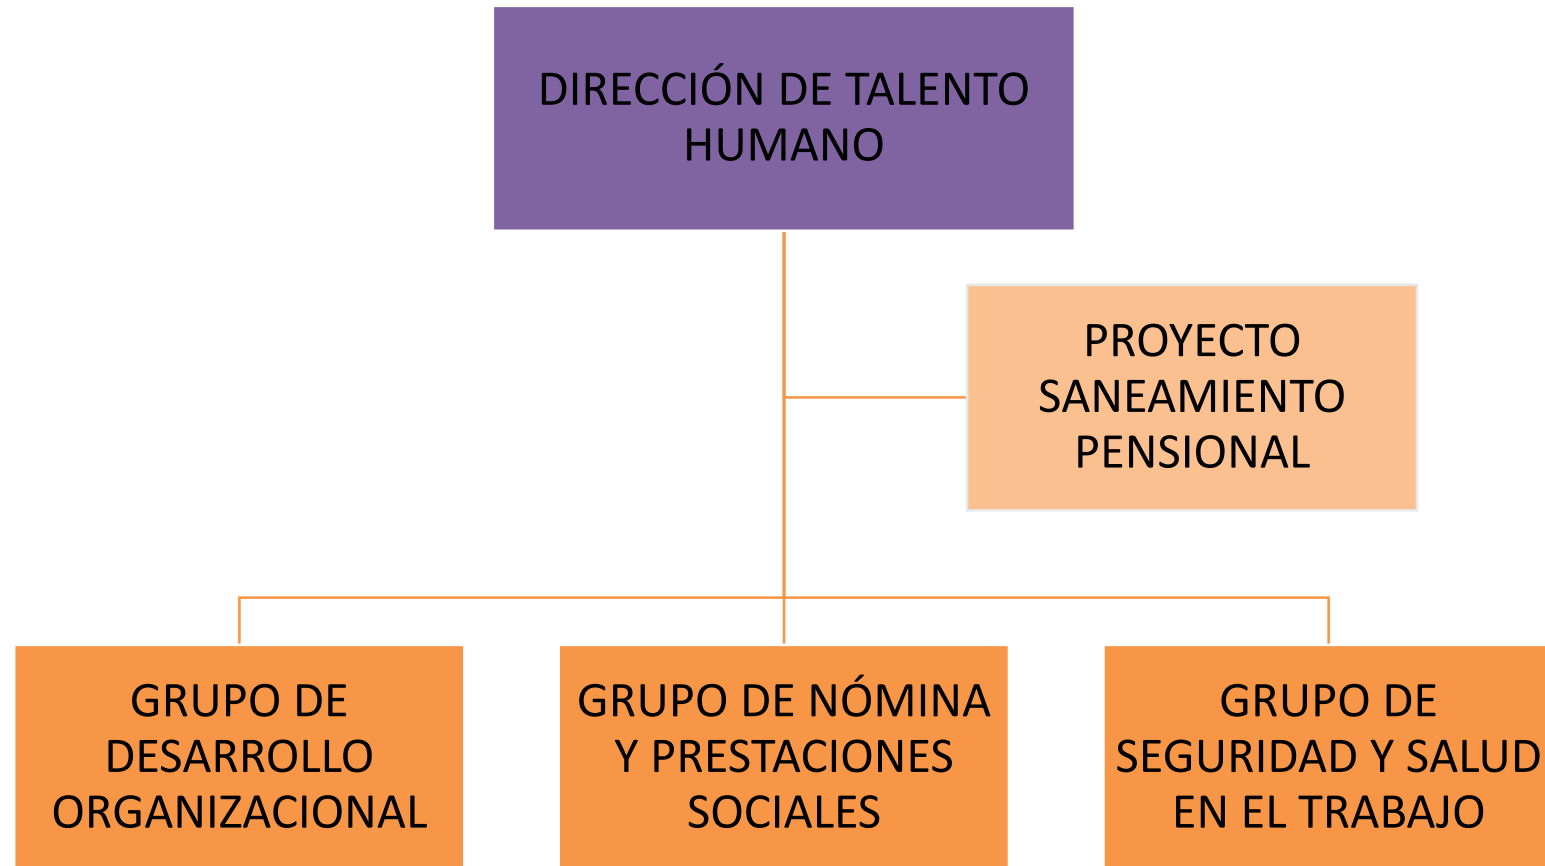 DIRECCIÓN DE TALENTO
HUMANO
PROYECTO
SANEAMIENTO
PENSIONAL
GRUPO DE
DESARROLLO
ORGANIZACIONAL
GRUPO DE NÓMINA
Y PRESTACIONES
SOCIALES
GRUPO DE
SEGURIDAD Y SALUD
EN EL TRABAJO